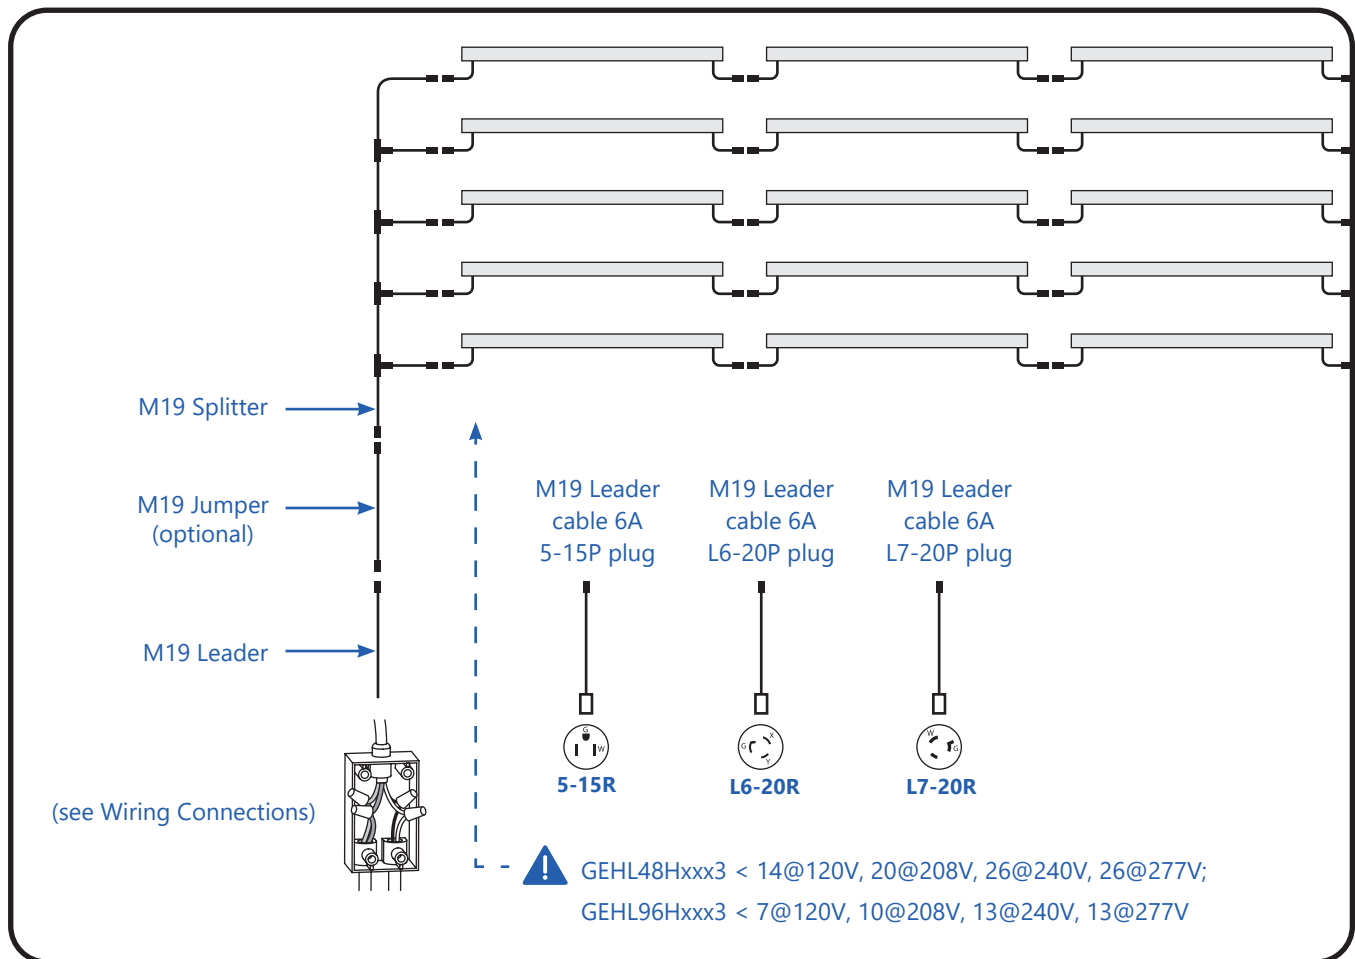 M19 Splitter
M19 Jumper
(optional)
M19 Leader
(see Wiring Connections)
M19 Leader
cable 6A
5-15P plug
M19 Leader
cable 6A
L6-20P plug
M19 Leader
cable 6A
L7-20P plug
G
W
5-15R
G
X
Y
L6-20R
W
G
L7-20R
GEHL48Hxxx3 < 14@120V, 20@208V, 26@240V, 26@277V;
GEHL96Hxxx3 < 7@120V, 10@208V, 13@240V, 13@277V